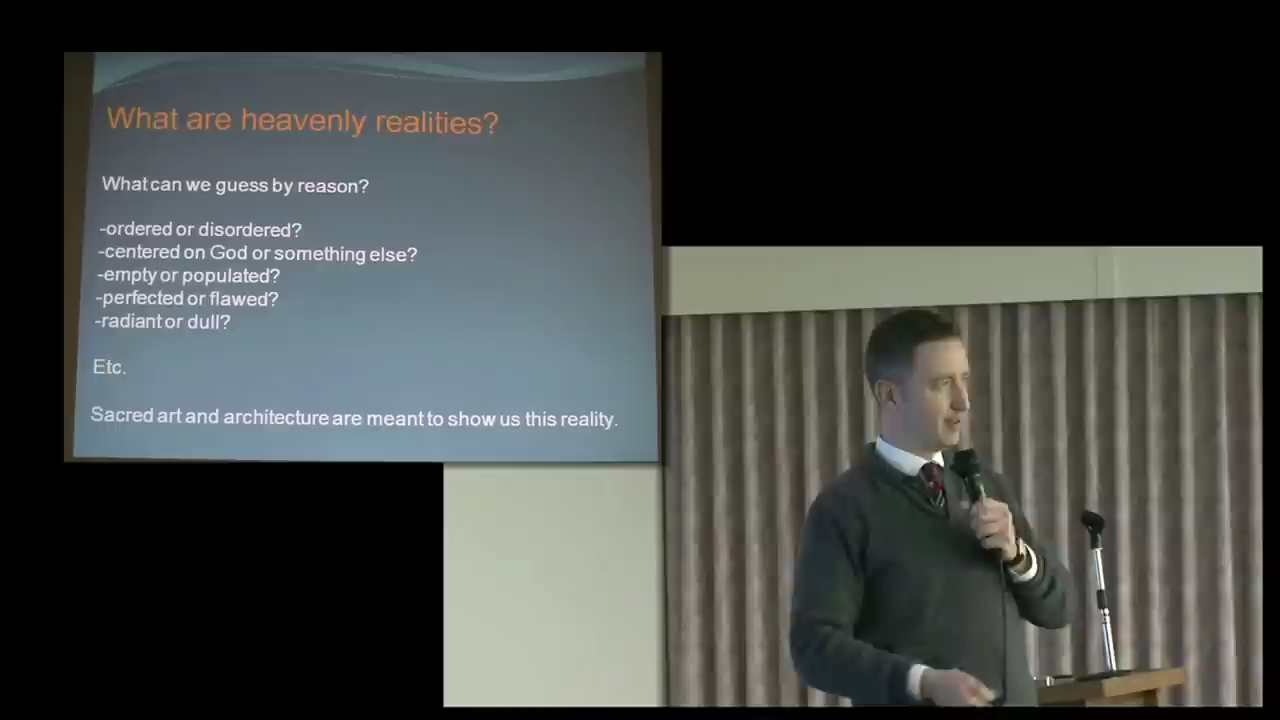 What are heavenly realities?
What can we guess by reason?
-ordered or disordered?
-centered on God or something else?
-empty or populated?
-perfected or flawed?
-radiant or dull?
Etc.
Sacred art and architecture are meant to show us this reality.